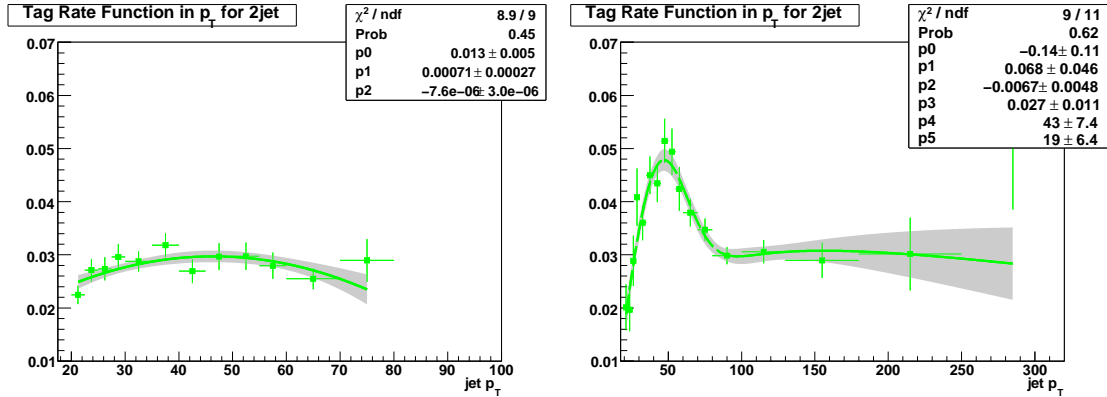 Tag Rate Function in p_T for 2jet
χ² / ndf 8.9 / 9
Prob 0.45
p0 0.013 ± 0.005
p1 0.00071 ± 0.00027
p2 −7.6e−06± 3.0e−06
0.07
0.06
0.05
0.04
0.03
0.02
0.01
20 30 40 50 60 70 80 90 100
jet p_T
Tag Rate Function in p_T for 2jet
χ² / ndf 9 / 11
Prob 0.62
p0 −0.14± 0.11
p1 0.068 ± 0.046
p2 −0.0067± 0.0048
p3 0.027 ± 0.011
p4 43 ± 7.4
p5 19 ± 6.4
0.07
0.06
0.05
0.04
0.03
0.02
0.01
50 100 150 200 250 300
jet p_T